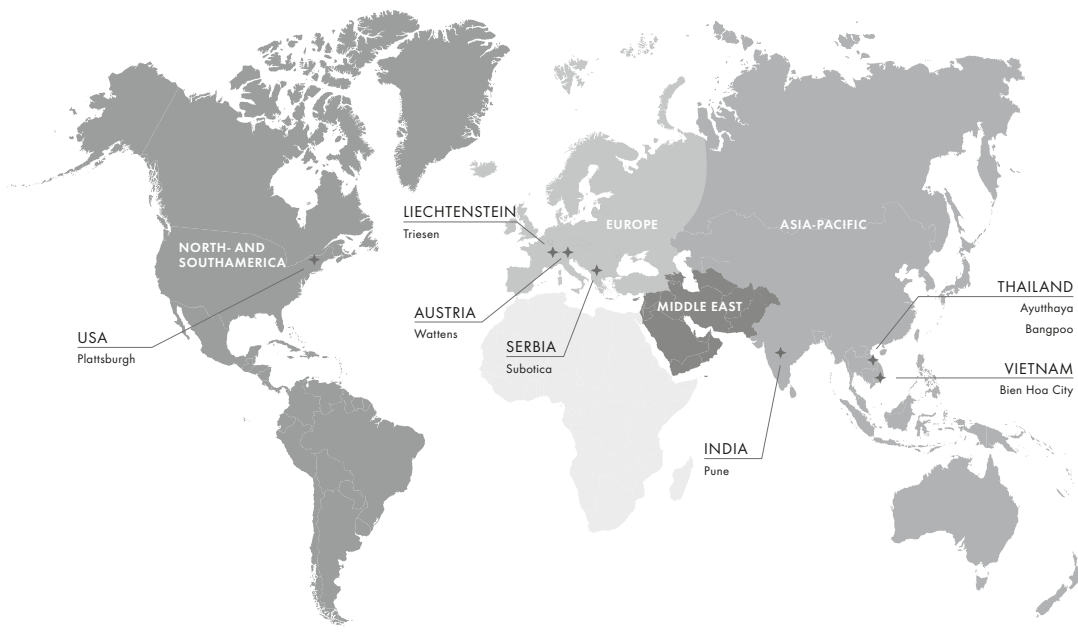 LIECHTENSTEIN
Triesen
EUROPE
ASIA-PACIFIC
NORTH- AND
SOUTHAMERICA
THAILAND
Ayutthaya
Bangpoo
MIDDLE EAST
AUSTRIA
Wattens
USA
Plattsburgh
SERBIA
Subotica
VIETNAM
Bien Hoa City
INDIA
Pune